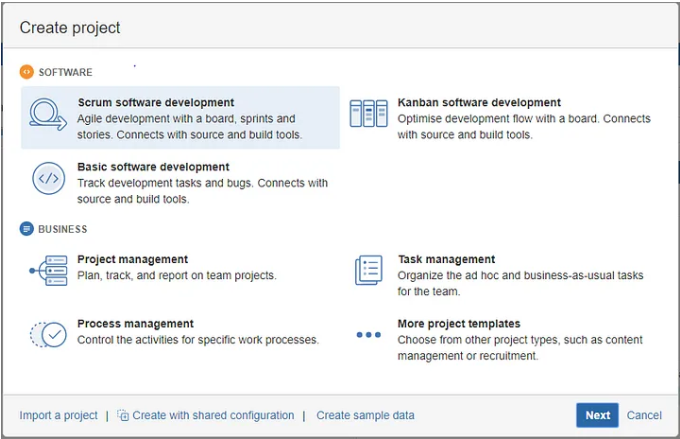 Create project
SOFTWARE
Scrum software development
Agile development with a board, sprints and
stories. Connects with source and build tools.
Kanban software development
Optimise development flow with a board. Connects
with source and build tools.
Basic software development
Track development tasks and bugs. Connects with
source and build tools.
BUSINESS
Project management
Plan, track, and report on team projects.
Task management
Organize the ad hoc and business-as-usual tasks
for the team.
Process management
Control the activities for specific work processes.
More project templates
Choose from other project types, such as content
management or recruitment.
Import a project | Create with shared configuration | Create sample data Next Cancel